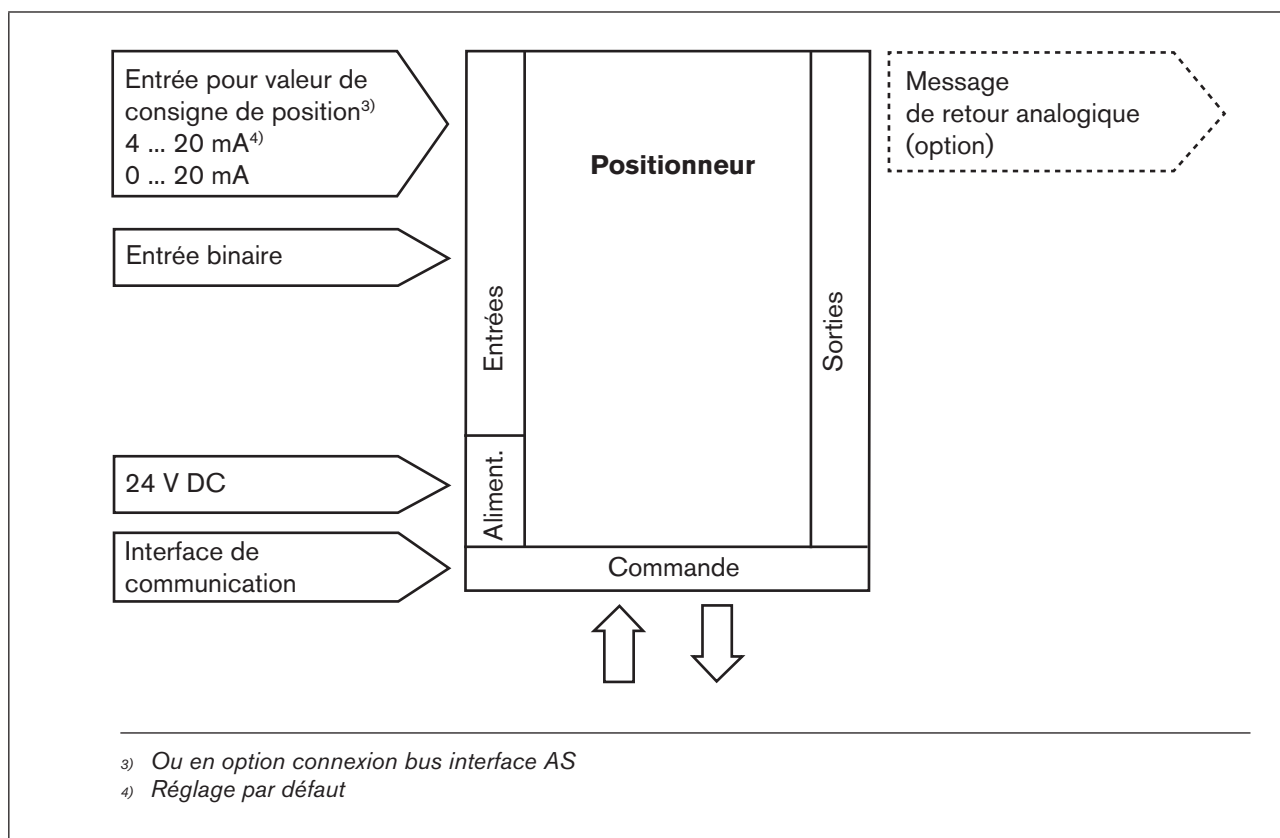 Entrée pour valeur de
consigne de position³⁾
4 ... 20 mA⁴⁾
0 ... 20 mA
Entrée binaire
24 V DC
Interface de
communication
Entrées
Aliment.
Positionneur
Sorties
Commande
Message
de retour analogique
(option)
3) Ou en option connexion bus interface AS
4) Réglage par défaut